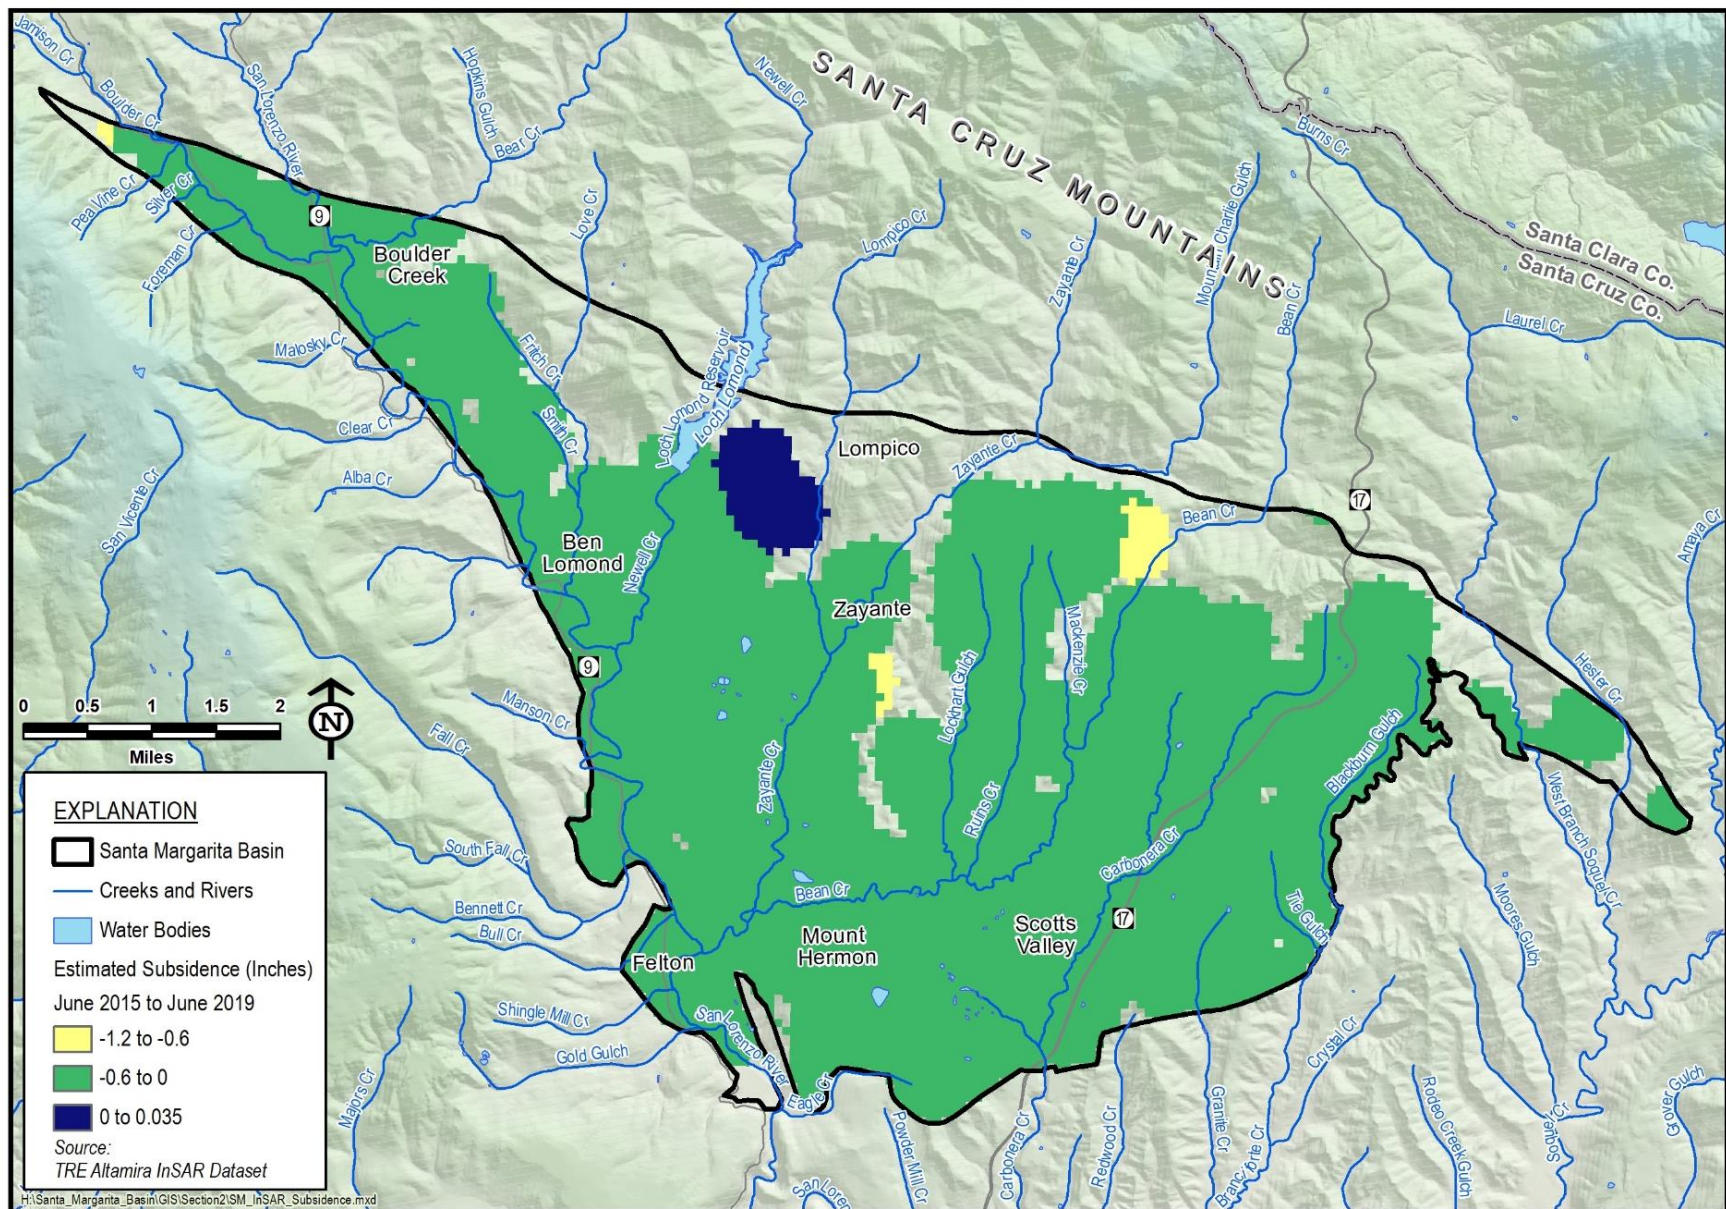 Jamison Cr
Boulder Cr
San Lorenzo River
Hopkins Gulch
Bear Cr
Newell Cr
SANTA CRUZ MOUNTAINS
Burns Cr
Pea Vine Cr
Silver Cr
Foreman Cr
9
Boulder
Creek
Love Cr
Lompico Cr
Zayante Cr
Mountain Charlie Gulch
Bean Cr
Santa Clara Co.
Santa Cruz Co.
Laurel Cr
Malosky Cr
Fritch Cr
Loch Lomond Reservoir
Loch Lomond
Clear Cr
Smith Cr
Lompico
Zayante Cr
Alba Cr
San Vicente Cr
17
Bean Cr
Amaya Cr
Ben
Lomond
Newell Cr
Zayante
Mackenzie Cr
9
Lockhart Gulch
Hester Cr
0 0.5 1 1.5 2
Miles
N
Manson Cr
Fall Cr
Zayante Cr
Ruins Cr
Blackburn Gulch
Carbonera Cr
West Branch Soquel Cr
EXPLANATION
Santa Margarita Basin
Creeks and Rivers
Water Bodies
Estimated Subsidence (Inches)
June 2015 to June 2019
-1.2 to -0.6
-0.6 to 0
0 to 0.035
Source:
TRE Altamira InSAR Dataset
South Fall Cr
Bennett Cr
Bull Cr
Bean Cr
Felton
Mount
Hermon
Scotts
Valley
17
Tie Gulch
Moores Gulch
Shingle Mill Cr
Gold Gulch
San Lorenzo River
Eagle Cr
Majors Cr
Powder Mill Cr
Carbonera Cr
Redwood Cr
Granite Cr
Branciforte Cr
Crystal Cr
Rodeo Creek Gulch
Soquel Cr
Grover Gulch
San Loren
H:\Santa_Margarita_Basin\GIS\Section2\SM_InSAR_Subsidence.mxd